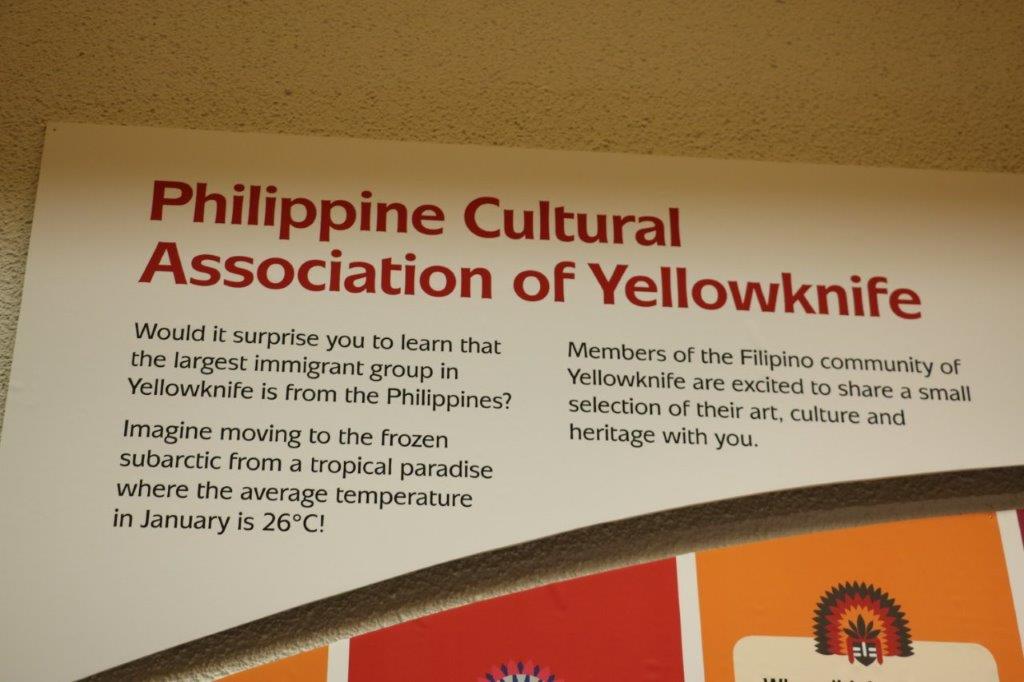 Philippine Cultural
Association of Yellowknife
Would it surprise you to learn that
the largest immigrant group in
Yellowknife is from the Philippines?
Imagine moving to the frozen
subarctic from a tropical paradise
where the average temperature
in January is 26°C!
Members of the Filipino community of
Yellowknife are excited to share a small
selection of their art, culture and
heritage with you.